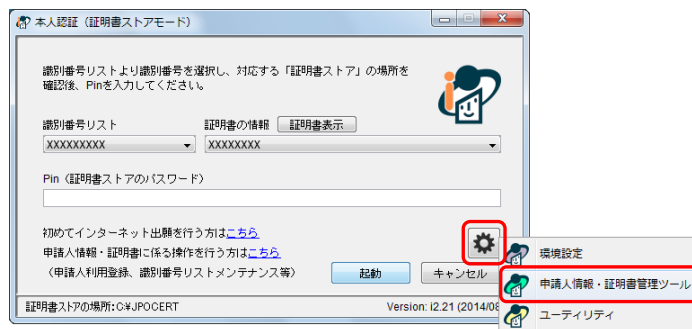 本人認証（証明書ストアモード）
識別番号リストより識別番号を選択し、対応する「証明書ストア」の場所を
確認後、Pinを入力してください。
識別番号リスト 証明書の情報 証明書表示
XXXXXXXXX XXXXXXXX
Pin（証明書ストアのパスワード）
初めてインターネット出願を行う方はこちら
申請人情報・証明書に係る操作を行う方はこちら
（申請人利用登録、識別番号リストメンテナンス等） 起動 キャンセル
環境設定
申請人情報・証明書管理ツール
ユーティリティ
証明書ストアの場所:C:¥JPOCERT Version: i2.21 (2014/08